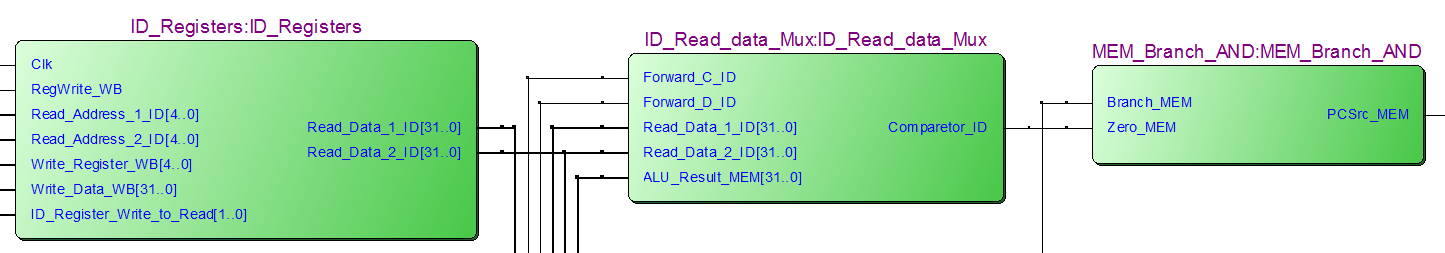 ID_Registers:ID_Registers
Clk
RegWrite_WB
Read_Address_1_ID[4..0]
Read_Address_2_ID[4..0]
Write_Register_WB[4..0]
Write_Data_WB[31..0]
ID_Register_Write_to_Read[1..0]
Read_Data_1_ID[31..0]
Read_Data_2_ID[31..0]
ID_Read_data_Mux:ID_Read_data_Mux
Forward_C_ID
Forward_D_ID
Read_Data_1_ID[31..0]
Read_Data_2_ID[31..0]
ALU_Result_MEM[31..0]
Comparetor_ID
MEM_Branch_AND:MEM_Branch_AND
Branch_MEM
Zero_MEM
PCSrc_MEM